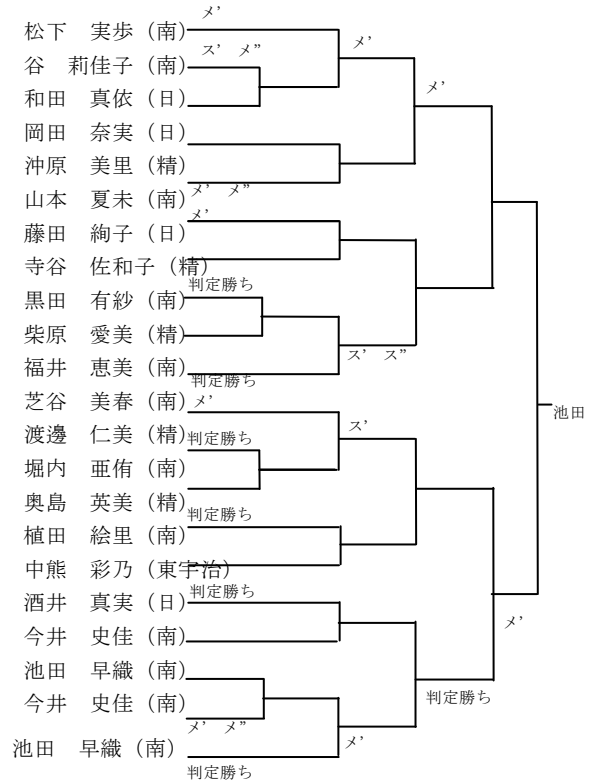 メ’
松下　実歩（南）
メ’
ス’　メ”
谷　莉佳子（南）
メ’
和田　真依（日）
岡田　奈実（日）
沖原　美里（精）
山本　夏未（南）
メ’　メ”
メ’
藤田　絢子（日）
寺谷　佐和子（精）
判定勝ち
黒田　有紗（南）
柴原　愛美（精）
ス’　ス”
福井　恵美（南）
判定勝ち
芝谷　美春（南）
メ’
池田
ス’
渡邊　仁美（精）
判定勝ち
堀内　亜侑（南）
奥島　英美（精）
判定勝ち
植田　絵里（南）
中熊　彩乃（東宇治）
判定勝ち
酒井　真実（日）
メ’
今井　史佳（南）
池田　早織（南）
判定勝ち
今井　史佳（南）
メ’　メ”
メ’
池田　早織（南）
判定勝ち